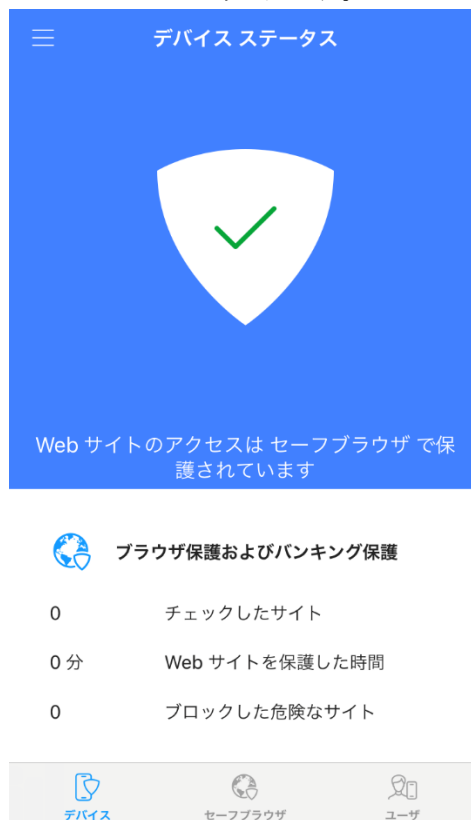 デバイス ステータス
Web サイトのアクセスは セーフブラウザ で保
護されています
ブラウザ保護およびバンキング保護
0 チェックしたサイト
0 分 Web サイトを保護した時間
0 ブロックした危険なサイト
デバイス セーフブラウザ ユーザ